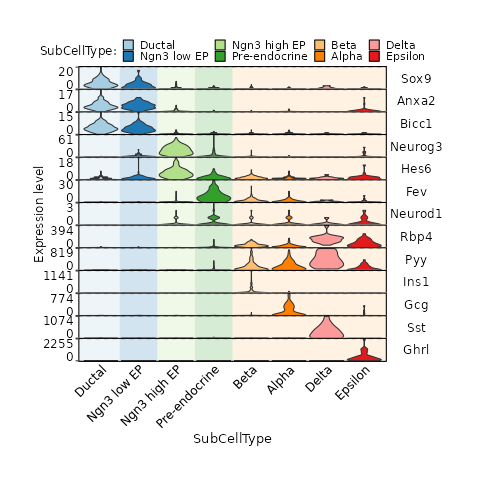 SubCellType: Ductal Ngn3 high EP Beta Delta
Ngn3 low EP Pre-endocrine Alpha Epsilon
20
0
Sox9
17
0
Anxa2
15
0
Bicc1
61
0
Neurog3
18
0
Hes6
30
0
Fev
3
0
Neurod1
394
0
Rbp4
819
0
Pyy
1141
0
Ins1
774
0
Gcg
1074
0
Sst
2255
0
Ghrl
Expression level
Ductal
Ngn3 low EP
Ngn3 high EP
Pre-endocrine
Beta
Alpha
Delta
Epsilon
SubCellType